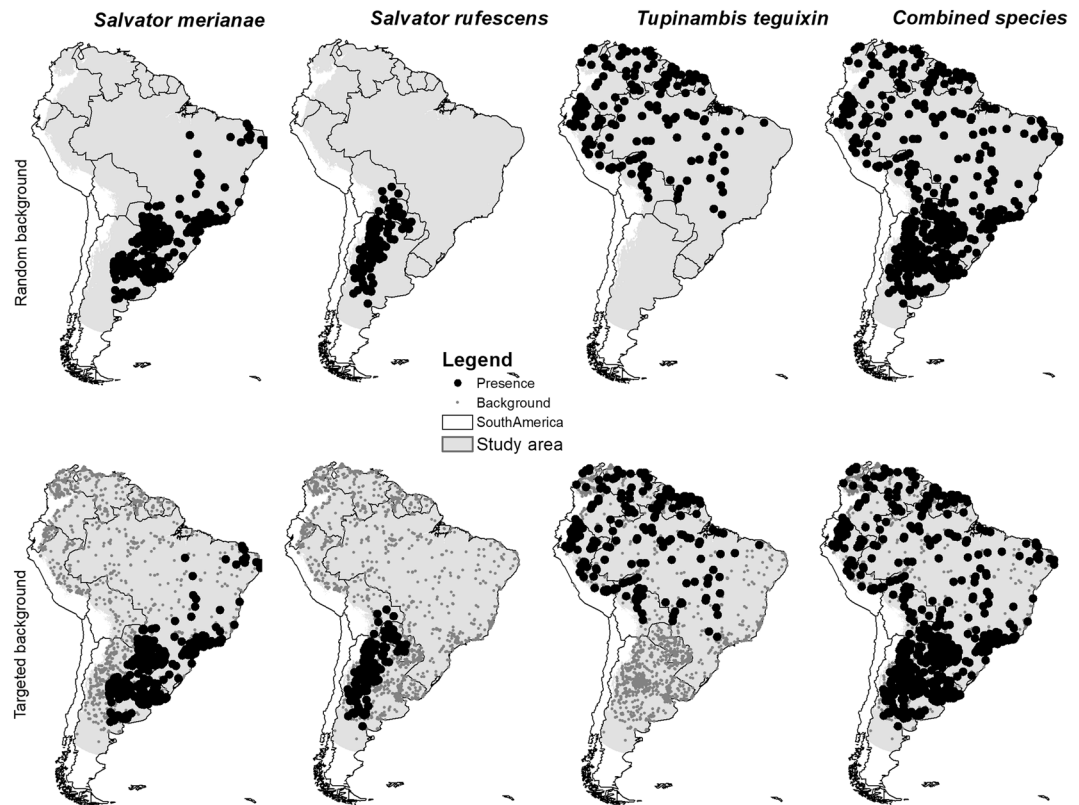 Salvator merianae
Salvator rufescens
Tupinambis teguixin
Combined species
Random background
Legend
Presence
Background
SouthAmerica
Study area
Targeted background